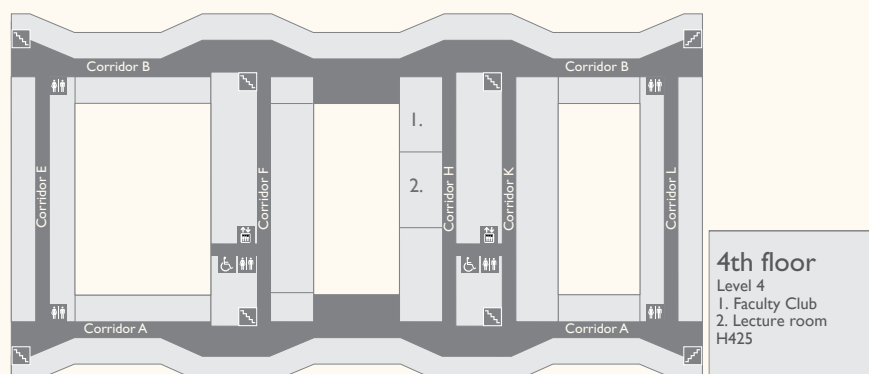 Corridor B
Corridor B
1.
2.
Corridor E
Corridor F
Corridor H
Corridor K
Corridor L
Corridor A
Corridor A
4th floor
Level 4
1. Faculty Club
2. Lecture room
H425